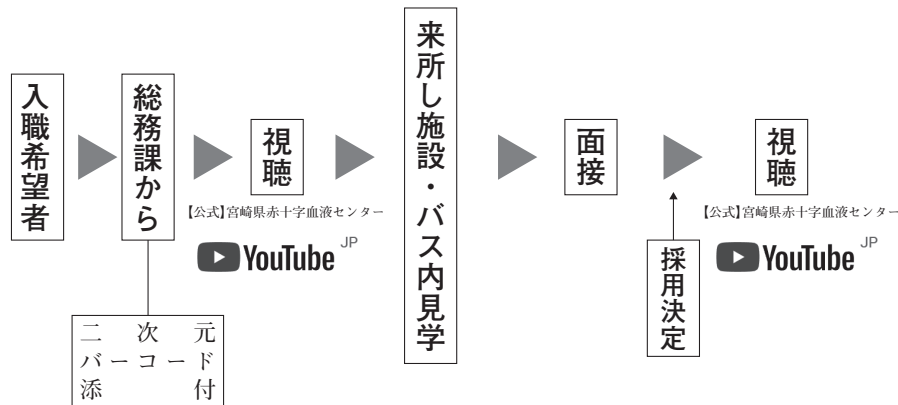 入職希望者
総務課から
二次元
バーコード
添付
視聴
【公式】宮崎県赤十字血液センター
YouTube JP
来所し施設・バス内見学
面接
採用決定
視聴
【公式】宮崎県赤十字血液センター
YouTube JP